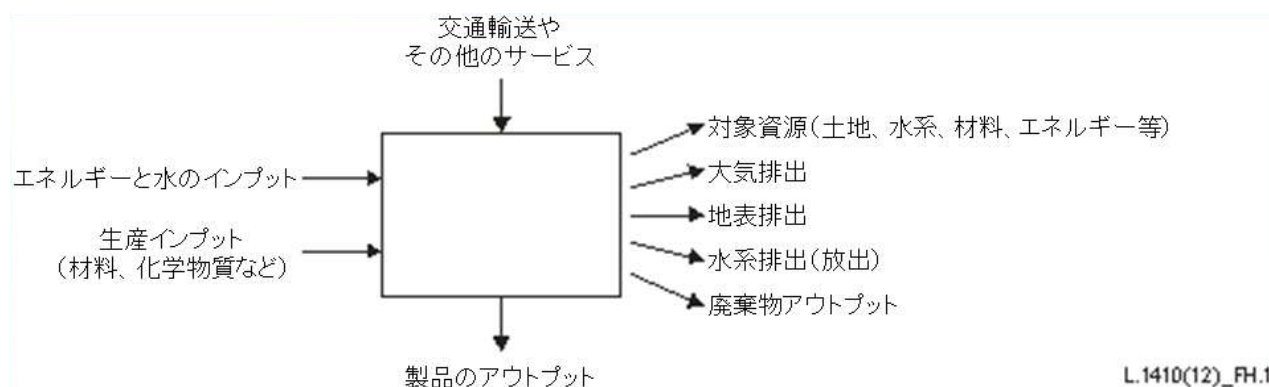 交通輸送や
その他のサービス
対象資源(土地、水系、材料、エネルギー等)
大気排出
エネルギーと水のインプット
地表排出
生産インプット
(材料、化学物質など)
水系排出(放出)
廃棄物アウトプット
製品のアウトプット
L.1410(12)_FH.1